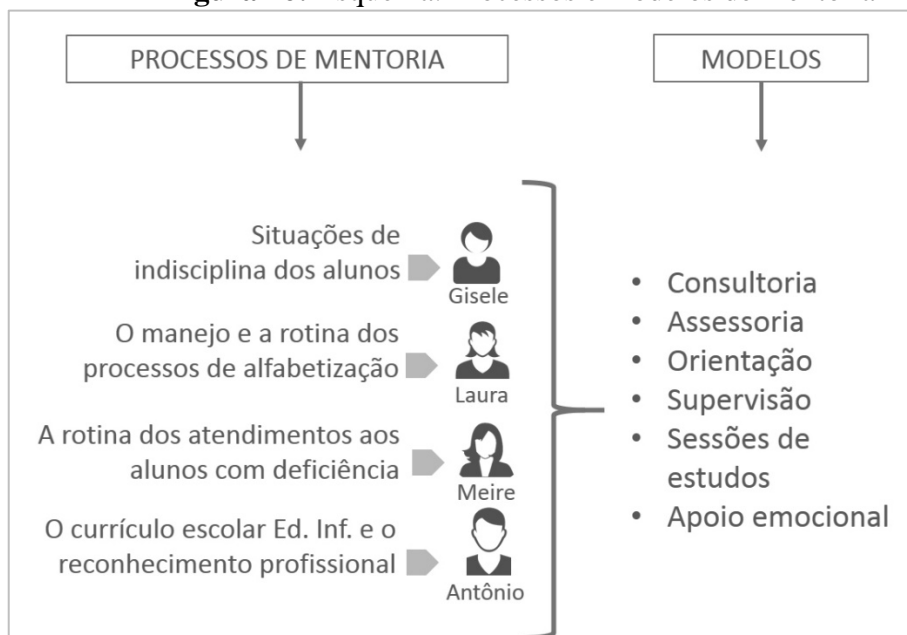 PROCESSOS DE MENTORIA
MODELOS
Situações de
indisciplina dos alunos
Gisele
O manejo e a rotina dos
processos de alfabetização
Laura
A rotina dos atendimentos aos
alunos com deficiência
Meire
O currículo escolar Ed. Inf. e o
reconhecimento profissional
Antônio
• Consultoria
• Assessoria
• Orientação
• Supervisão
• Sessões de
estudos
• Apoio emocional